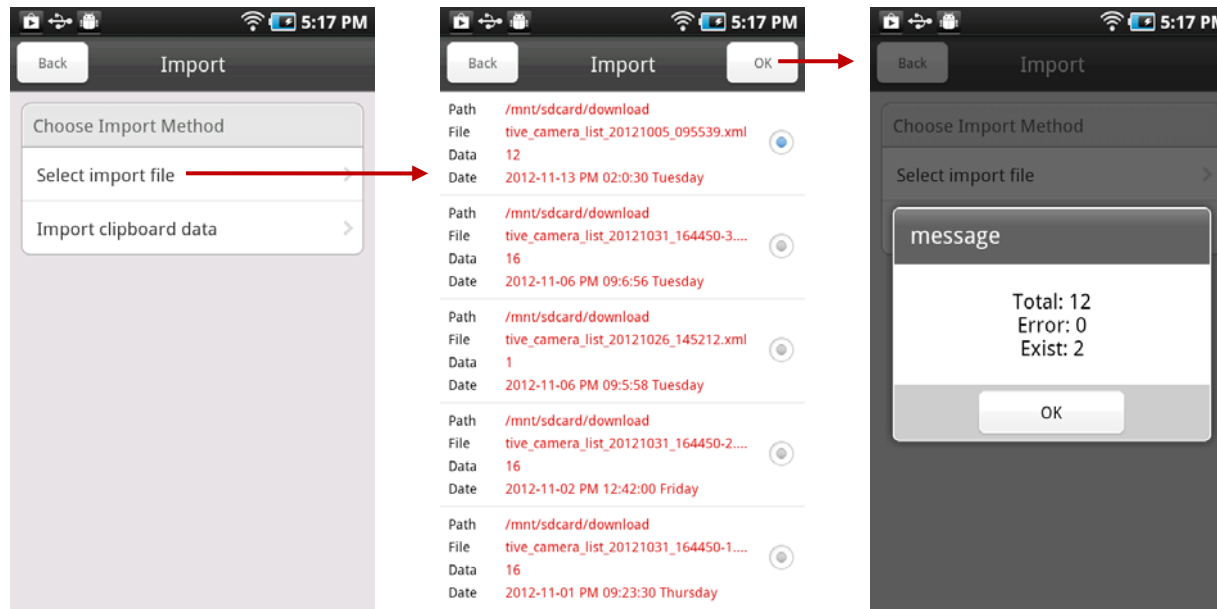 5:17 PM
Back
Import
Choose Import Method
Select import file
Import clipboard data
5:17 PM
Back
Import
OK
Path /mnt/sdcard/download
File tive_camera_list_20121005_095539.xml
Data 12
Date 2012-11-13 PM 02:0:30 Tuesday
Path /mnt/sdcard/download
File tive_camera_list_20121031_164450-3....
Data 16
Date 2012-11-06 PM 09:6:56 Tuesday
Path /mnt/sdcard/download
File tive_camera_list_20121026_145212.xml
Data 1
Date 2012-11-06 PM 09:5:58 Tuesday
Path /mnt/sdcard/download
File tive_camera_list_20121031_164450-2....
Data 16
Date 2012-11-02 PM 12:42:00 Friday
Path /mnt/sdcard/download
File tive_camera_list_20121031_164450-1....
Data 16
Date 2012-11-01 PM 09:23:30 Thursday
5:17 PM
Back
Import
Choose Import Method
Select import file
message
Total: 12
Error: 0
Exist: 2
OK